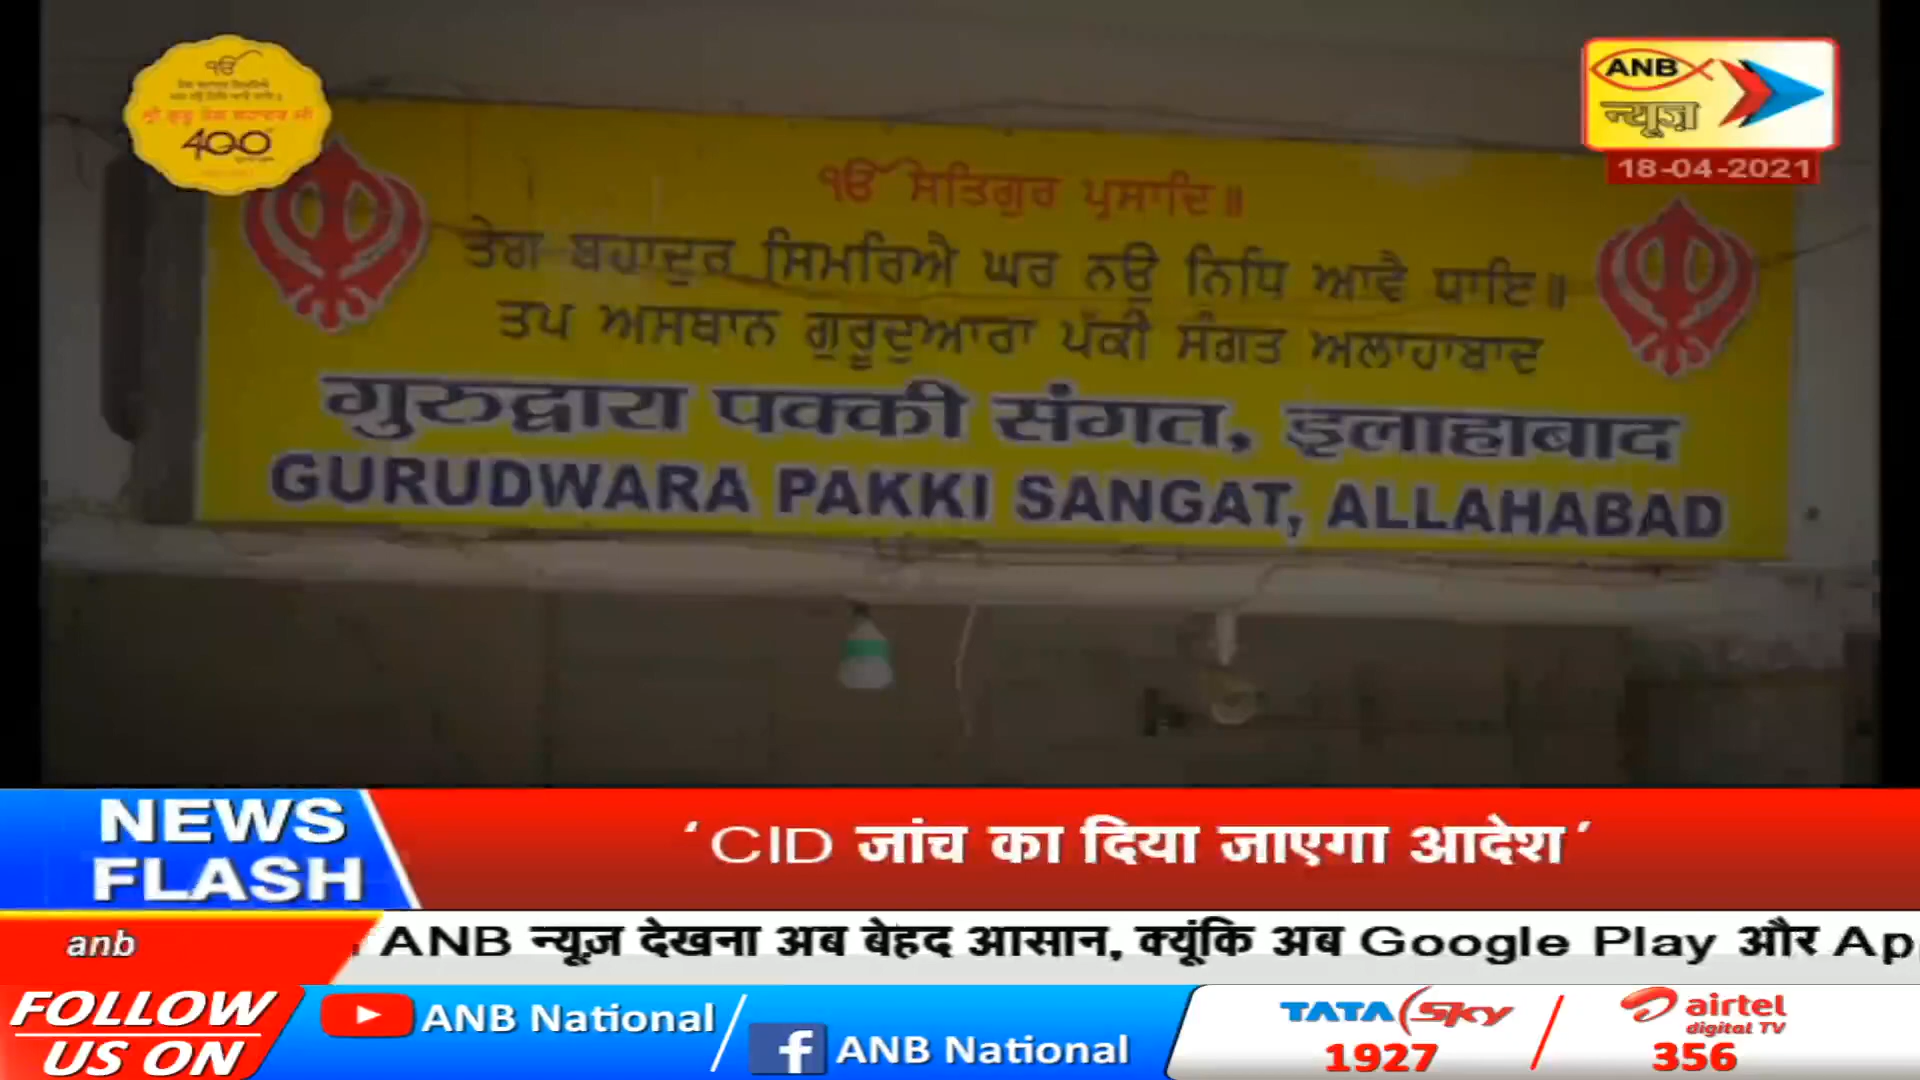 ੴ
ਸ੍ਰੀ ਗੁਰੂ ਤੇਗ ਬਹਾਦਰ ਜੀ
400
ANB
न्यूज़
18-04-2021
ੴ ਸਤਿਗੁਰ ਪ੍ਰਸਾਦਿ॥
ਤੇਗ ਬਹਾਦੁਰ ਸਿਮਰਿਐ ਘਰ ਨਉ ਨਿਧਿ ਆਵੈ ਧਾਇ॥
ਤਪ ਅਸਥਾਨ ਗੁਰੂਦੁਆਰਾ ਪੱਕੀ ਸੰਗਤ ਅਲਾਹਾਬਾਦ
गुरुद्वारा पक्की संगत, इलाहाबाद
GURUDWARA PAKKI SANGAT, ALLAHABAD
NEWS
FLASH
‘CID जांच का दिया जाएगा आदेश’
anb
ANB न्यूज़ देखना अब बेहद आसान, क्यूंकि अब Google Play और Ap
FOLLOW
US ON
ANB National
ANB National
TATA Sky
1927
airtel
digital TV
356